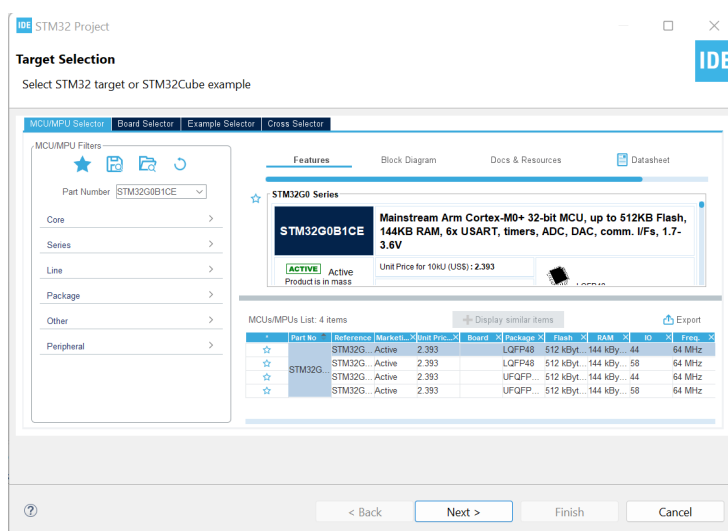 IDE STM32 Project
Target Selection
Select STM32 target or STM32Cube example
IDE
MCU/MPU Selector Board Selector Example Selector Cross Selector
MCU/MPU Filters
Part Number STM32G0B1CE
Core
Series
Line
Package
Other
Peripheral
Features Block Diagram Docs & Resources Datasheet
STM32G0 Series
STM32G0B1CE
Mainstream Arm Cortex-M0+ 32-bit MCU, up to 512KB Flash,
144KB RAM, 6x USART, timers, ADC, DAC, comm. I/Fs, 1.7-
3.6V
ACTIVE Active
Product is in mass
Unit Price for 10kU (US$) : 2.393
MCUs/MPUs List: 4 items
Display similar items
Export
* Part No Reference Marketi... Unit Pric... Board Package Flash RAM IO Freq.
STM32G... STM32G... Active 2.393 LQFP48 512 kByt... 144 kBy... 44 64 MHz
STM32G... Active 2.393 LQFP48 512 kByt... 144 kBy... 58 64 MHz
STM32G... Active 2.393 UFQFP... 512 kByt... 144 kBy... 44 64 MHz
STM32G... Active 2.393 UFQFP... 512 kByt... 144 kBy... 58 64 MHz
?
< Back Next > Finish Cancel